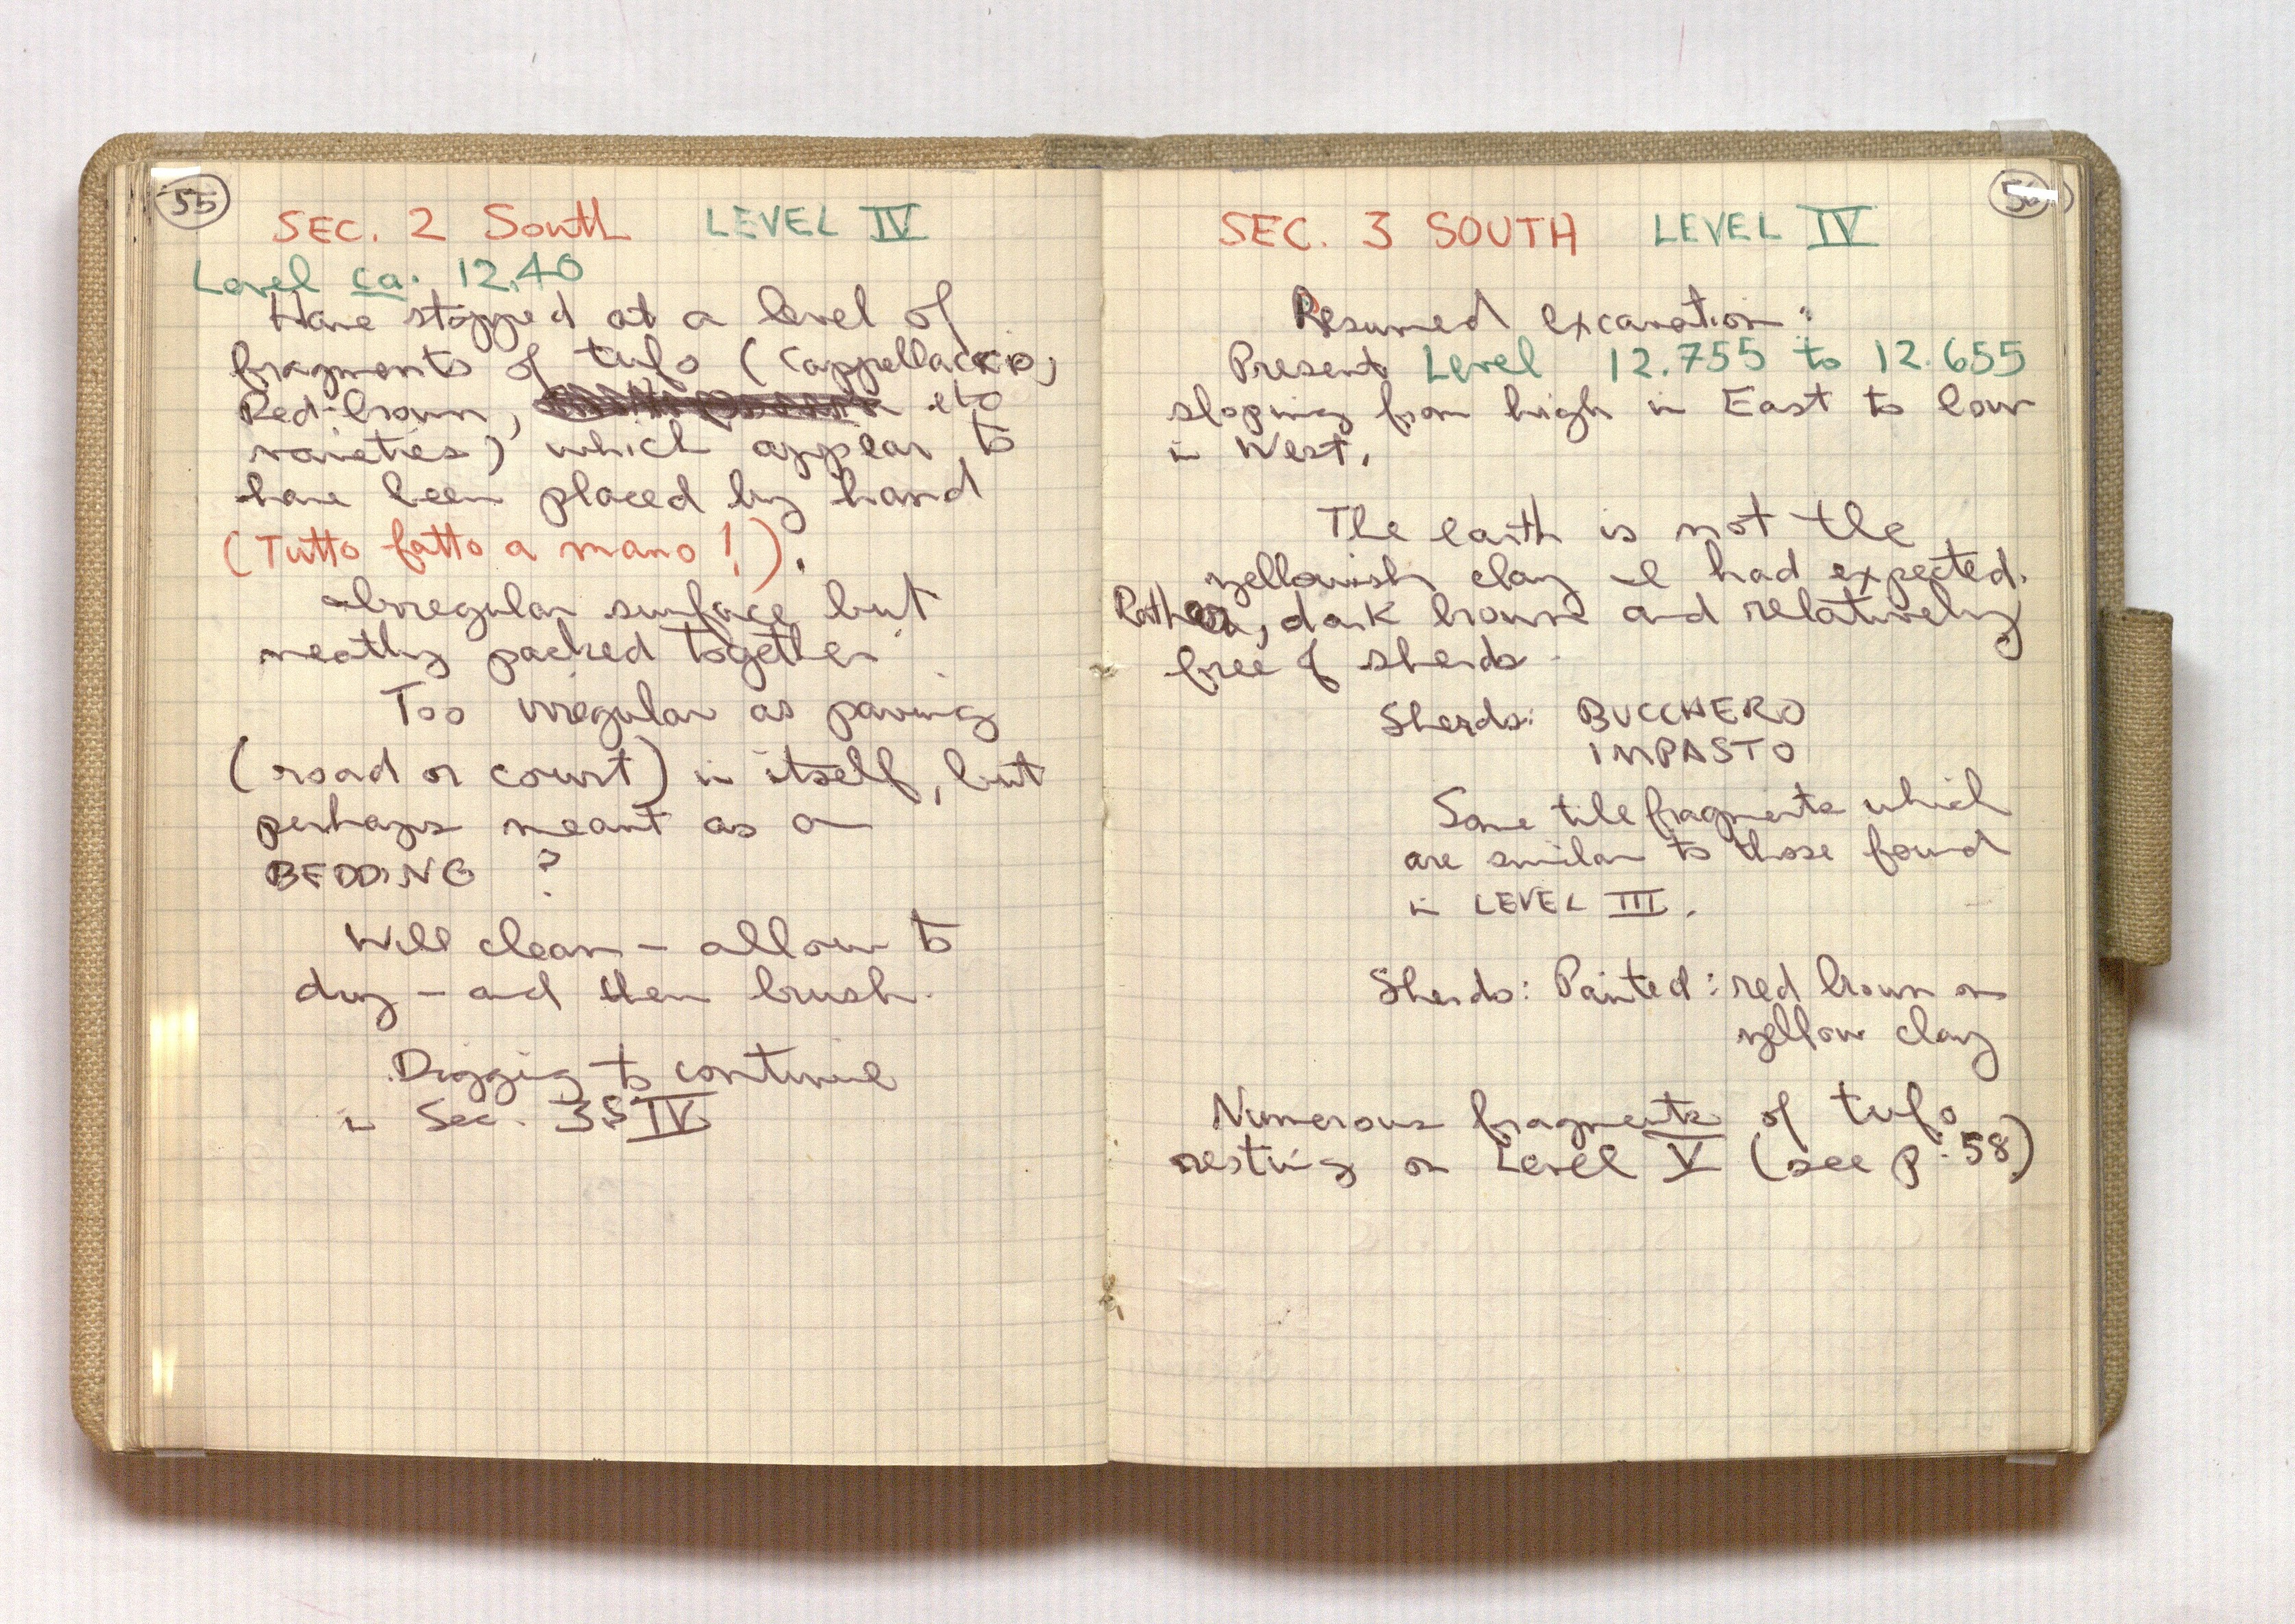 55
SEC. 2 South LEVEL IV
Level ca. 12.40
Have stopped at a level of
fragments of tufo (Cappellaccio,
Red-brown, etc
varieties) which appear to
have been placed by hand
(Tutto fatto a mano!).
Irregular surface but
neatly packed together.
Too irregular as paving
(road or court) in itself, but
perhaps meant as a
BEDDING ?
Will clean – allow to
dry – and then brush.
Digging to continue
in Sec. 3S IV
56
SEC. 3 SOUTH LEVEL IV
Resumed excavation:
Present Level 12.755 to 12.655
sloping from high in East to low
in West.
The earth is not the
yellowish clay I had expected.
Rather, dark brown and relatively
free of sherds.
Sherds: BUCCHERO
IMPASTO
Some tile fragments which
are similar to those found
in LEVEL III.
Sherds: Painted: red brown on
yellow clay
Numerous fragments of tufo
resting on Level V (see p. 58)